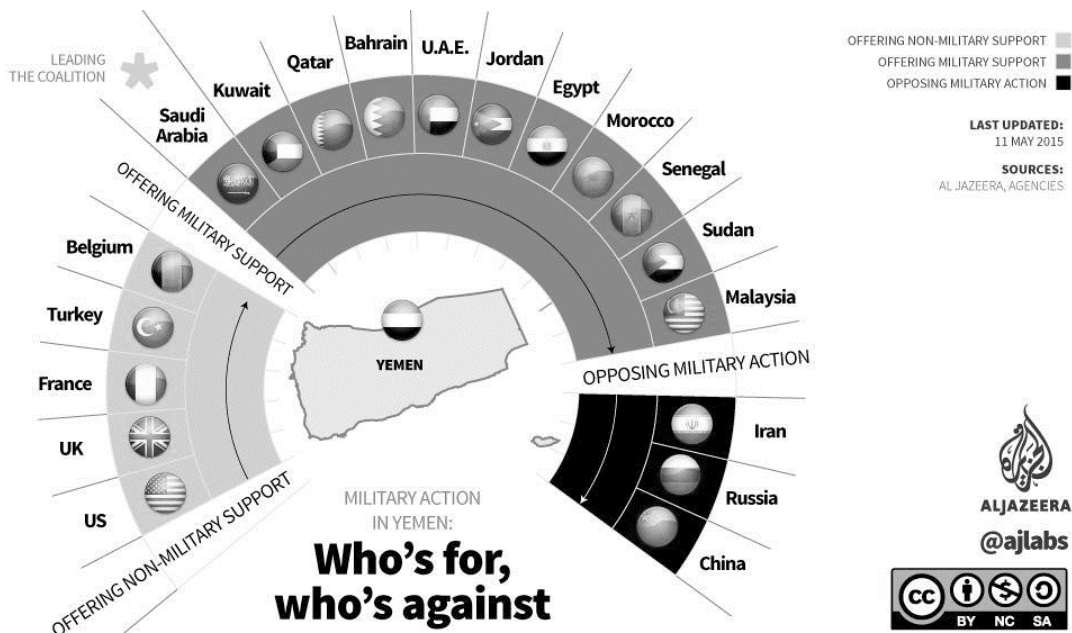 LEADING
THE COALITION
Saudi
Arabia
Kuwait
Qatar
Bahrain
U.A.E.
Jordan
Egypt
Morocco
Senegal
Sudan
Malaysia
OFFERING MILITARY SUPPORT
Belgium
Turkey
France
UK
US
OFFERING NON-MILITARY SUPPORT
YEMEN
OPPOSING MILITARY ACTION
Iran
Russia
China
MILITARY ACTION
IN YEMEN:
Who's for,
who's against
OFFERING NON-MILITARY SUPPORT
OFFERING MILITARY SUPPORT
OPPOSING MILITARY ACTION
LAST UPDATED:
11 MAY 2015
SOURCES:
AL JAZEERA, AGENCIES
ALJAZEERA
@ajlabs
cc
BY NC SA